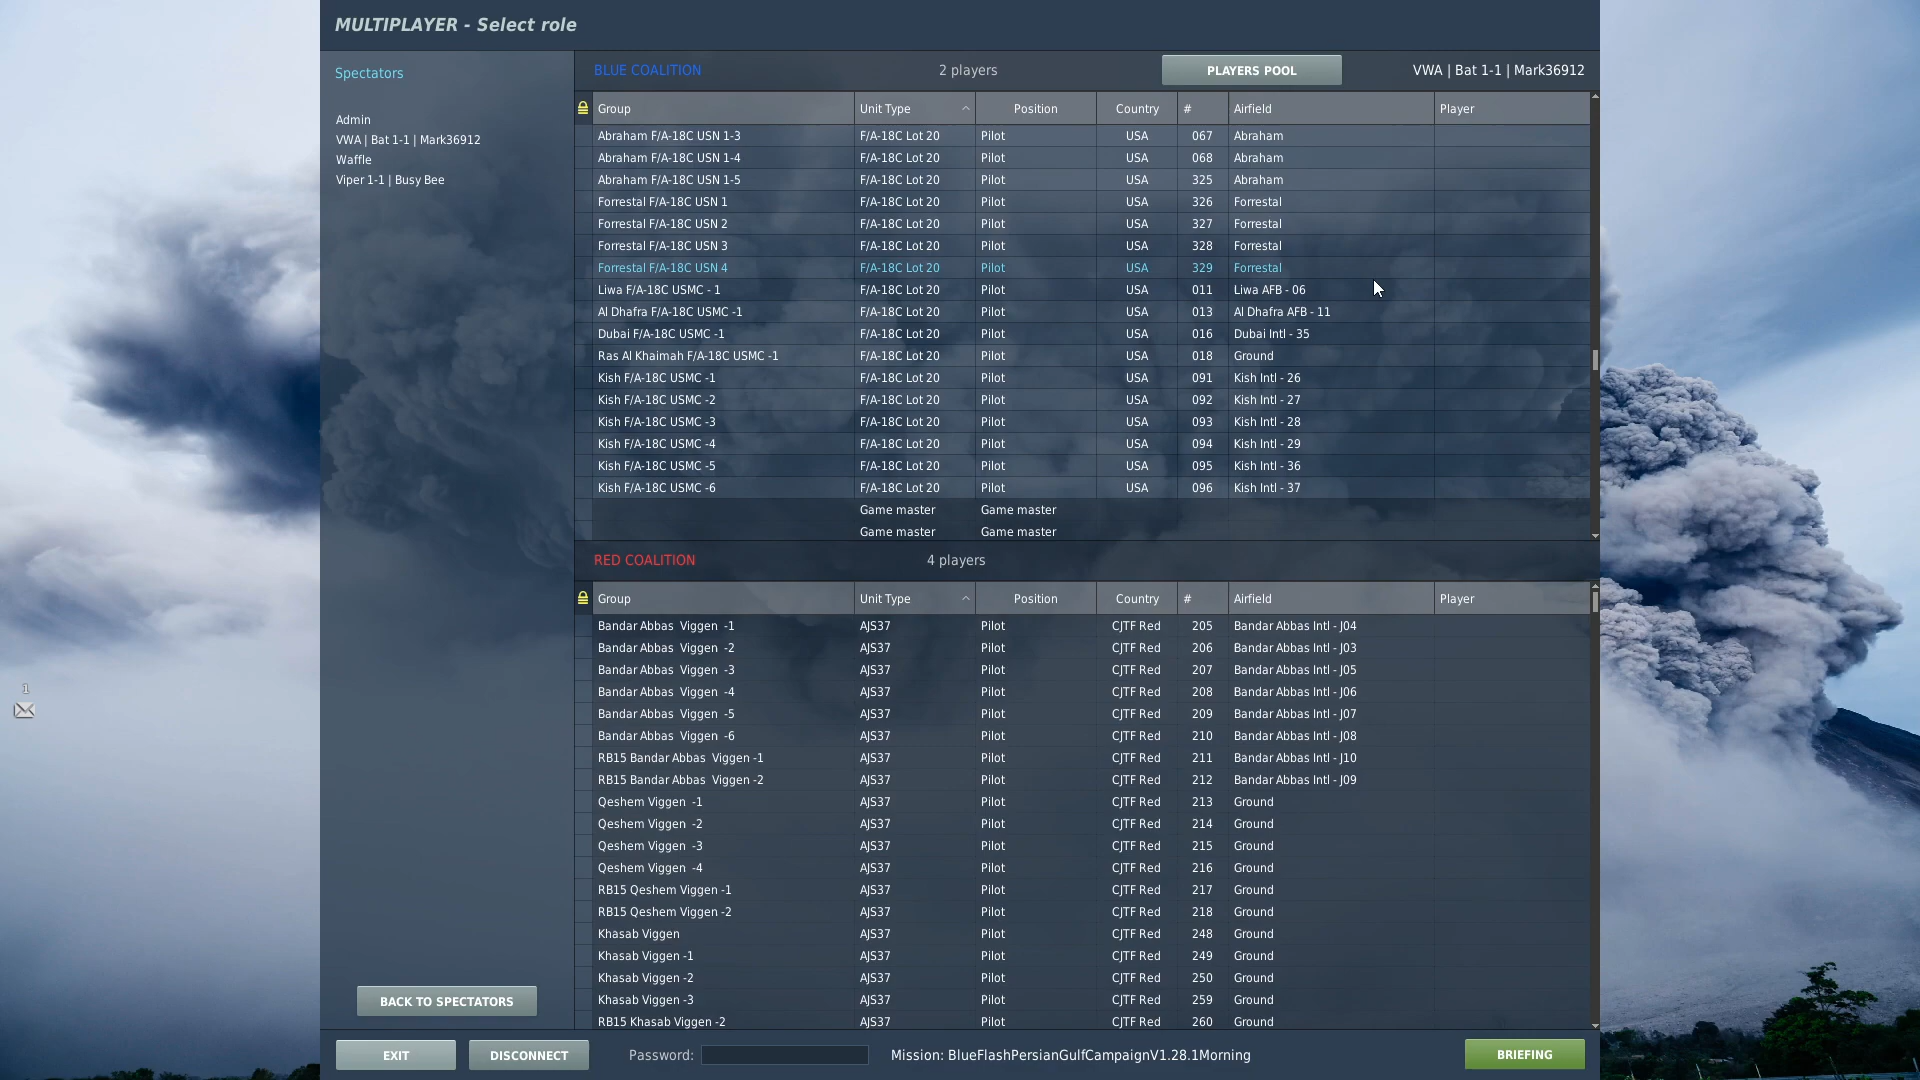 MULTIPLAYER - Select role
Spectators
Admin
VWA | Bat 1-1 | Mark36912
Waffle
Viper 1-1 | Busy Bee
BLUE COALITION 2 players PLAYERS POOL VWA | Bat 1-1 | Mark36912
Group Unit Type Position Country # Airfield Player
Abraham F/A-18C USN 1-3 F/A-18C Lot 20 Pilot USA 067 Abraham
Abraham F/A-18C USN 1-4 F/A-18C Lot 20 Pilot USA 068 Abraham
Abraham F/A-18C USN 1-5 F/A-18C Lot 20 Pilot USA 325 Abraham
Forrestal F/A-18C USN 1 F/A-18C Lot 20 Pilot USA 326 Forrestal
Forrestal F/A-18C USN 2 F/A-18C Lot 20 Pilot USA 327 Forrestal
Forrestal F/A-18C USN 3 F/A-18C Lot 20 Pilot USA 328 Forrestal
Forrestal F/A-18C USN 4 F/A-18C Lot 20 Pilot USA 329 Forrestal
Liwa F/A-18C USMC - 1 F/A-18C Lot 20 Pilot USA 011 Liwa AFB - 06
Al Dhafra F/A-18C USMC -1 F/A-18C Lot 20 Pilot USA 013 Al Dhafra AFB - 11
Dubai F/A-18C USMC -1 F/A-18C Lot 20 Pilot USA 016 Dubai Intl - 35
Ras Al Khaimah F/A-18C USMC -1 F/A-18C Lot 20 Pilot USA 018 Ground
Kish F/A-18C USMC -1 F/A-18C Lot 20 Pilot USA 091 Kish Intl - 26
Kish F/A-18C USMC -2 F/A-18C Lot 20 Pilot USA 092 Kish Intl - 27
Kish F/A-18C USMC -3 F/A-18C Lot 20 Pilot USA 093 Kish Intl - 28
Kish F/A-18C USMC -4 F/A-18C Lot 20 Pilot USA 094 Kish Intl - 29
Kish F/A-18C USMC -5 F/A-18C Lot 20 Pilot USA 095 Kish Intl - 36
Kish F/A-18C USMC -6 F/A-18C Lot 20 Pilot USA 096 Kish Intl - 37
Game master Game master
Game master Game master
RED COALITION 4 players
Group Unit Type Position Country # Airfield Player
Bandar Abbas Viggen -1 AJS37 Pilot CJTF Red 205 Bandar Abbas Intl - J04
Bandar Abbas Viggen -2 AJS37 Pilot CJTF Red 206 Bandar Abbas Intl - J03
Bandar Abbas Viggen -3 AJS37 Pilot CJTF Red 207 Bandar Abbas Intl - J05
Bandar Abbas Viggen -4 AJS37 Pilot CJTF Red 208 Bandar Abbas Intl - J06
Bandar Abbas Viggen -5 AJS37 Pilot CJTF Red 209 Bandar Abbas Intl - J07
Bandar Abbas Viggen -6 AJS37 Pilot CJTF Red 210 Bandar Abbas Intl - J08
RB15 Bandar Abbas Viggen -1 AJS37 Pilot CJTF Red 211 Bandar Abbas Intl - J10
RB15 Bandar Abbas Viggen -2 AJS37 Pilot CJTF Red 212 Bandar Abbas Intl - J09
Qeshem Viggen -1 AJS37 Pilot CJTF Red 213 Ground
Qeshem Viggen -2 AJS37 Pilot CJTF Red 214 Ground
Qeshem Viggen -3 AJS37 Pilot CJTF Red 215 Ground
Qeshem Viggen -4 AJS37 Pilot CJTF Red 216 Ground
RB15 Qeshem Viggen -1 AJS37 Pilot CJTF Red 217 Ground
RB15 Qeshem Viggen -2 AJS37 Pilot CJTF Red 218 Ground
Khasab Viggen AJS37 Pilot CJTF Red 248 Ground
Khasab Viggen -1 AJS37 Pilot CJTF Red 249 Ground
Khasab Viggen -2 AJS37 Pilot CJTF Red 250 Ground
Khasab Viggen -3 AJS37 Pilot CJTF Red 259 Ground
RB15 Khasab Viggen -2 AJS37 Pilot CJTF Red 260 Ground
1
BACK TO SPECTATORS
EXIT DISCONNECT Password: Mission: BlueFlashPersianGulfCampaignV1.28.1Morning BRIEFING